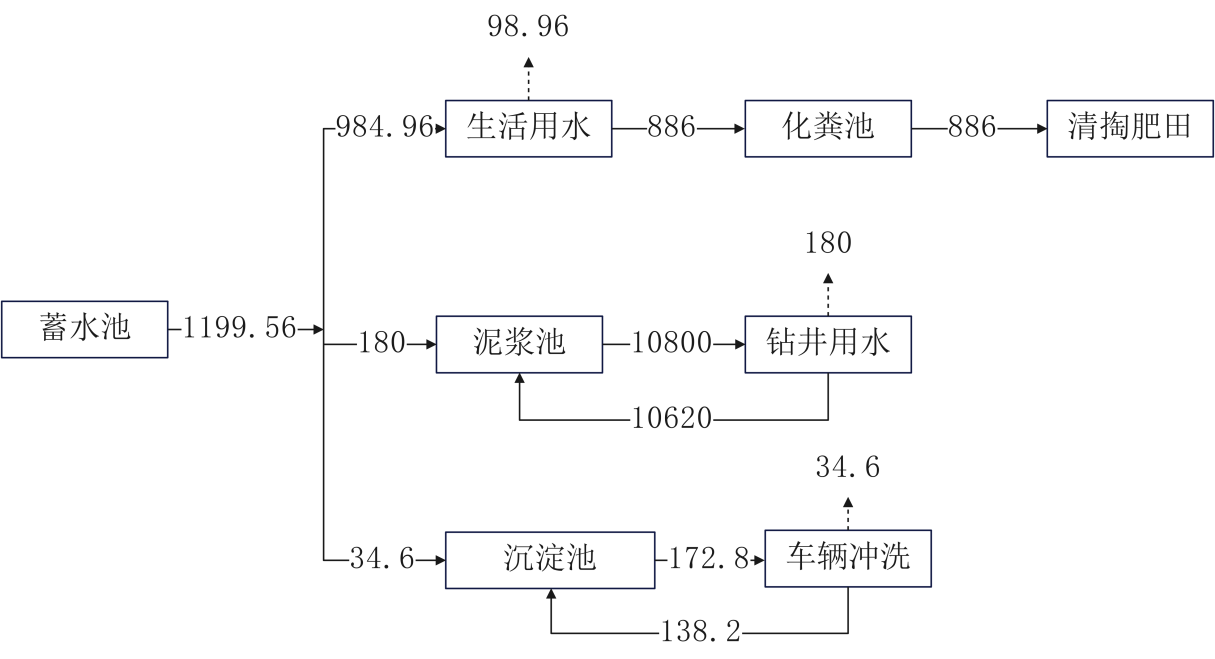 98.96
984.96
生活用水
886
化粪池
886
清掏肥田
180
蓄水池
1199.56
180
泥浆池
10800
钻井用水
10620
34.6
34.6
沉淀池
172.8
车辆冲洗
138.2